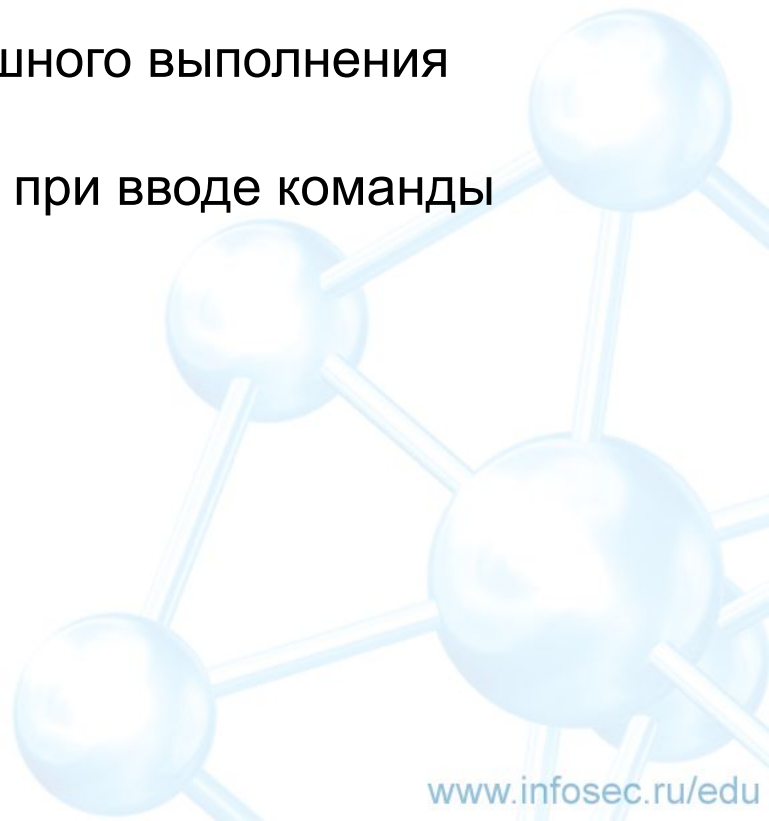 шного выполнения
при вводе команды
www.infosec.ru/edu